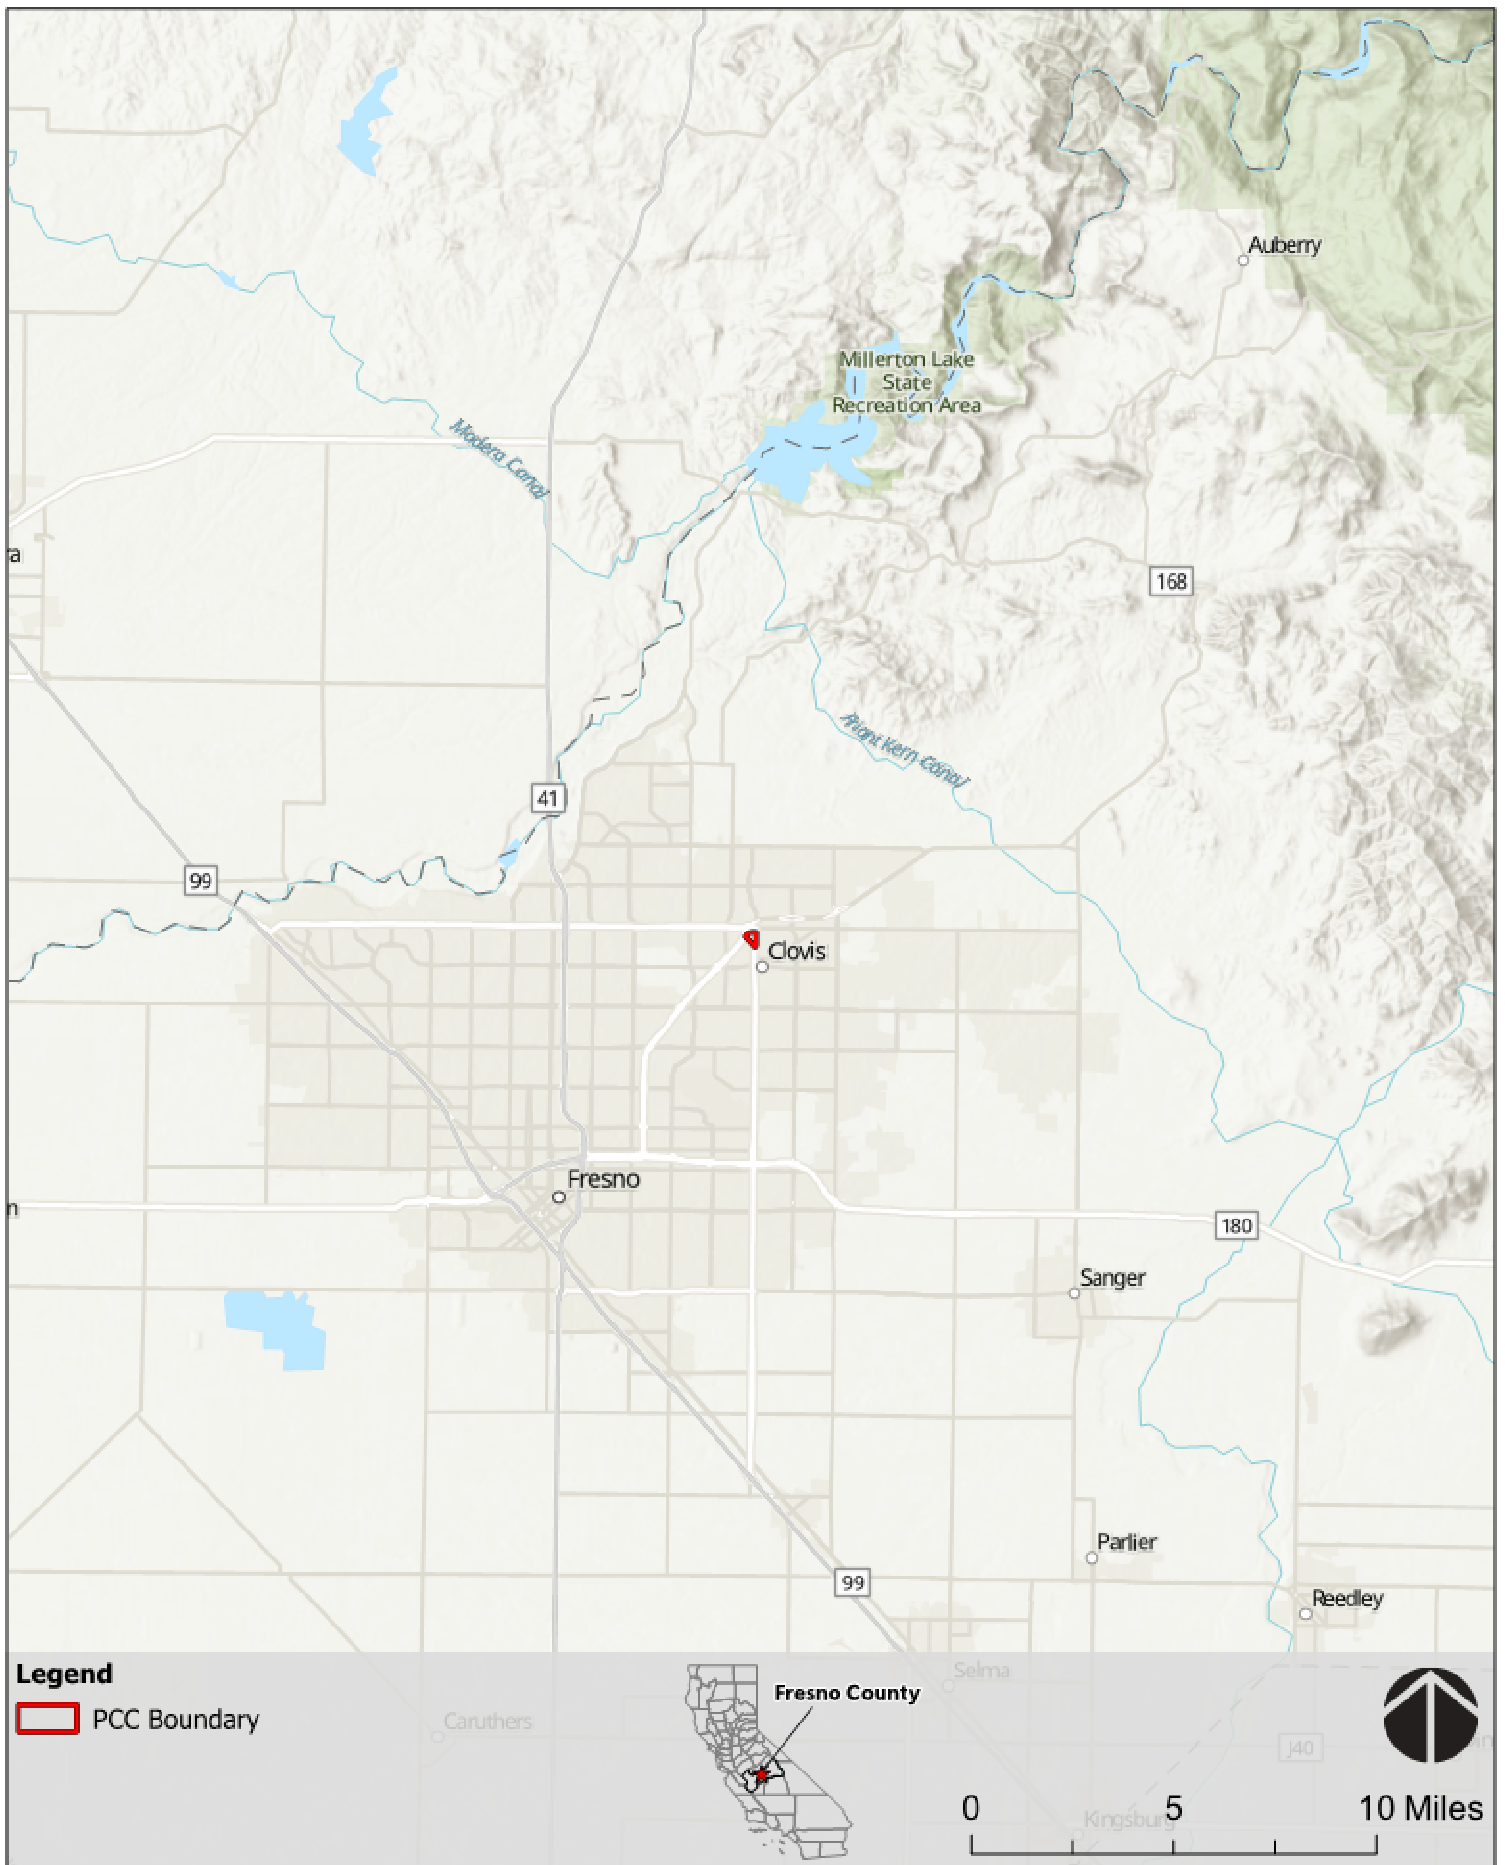 Auberry
Millerton Lake
State
Recreation Area
Madera Canal
a
168
Friant Kern Canal
41
99
Clovis
Fresno
n
180
Sanger
Parlier
99
Reedley
Legend
PCC Boundary
Fresno County
Selma
Caruthers
J40
in
Kingsburg
0
5
10 Miles